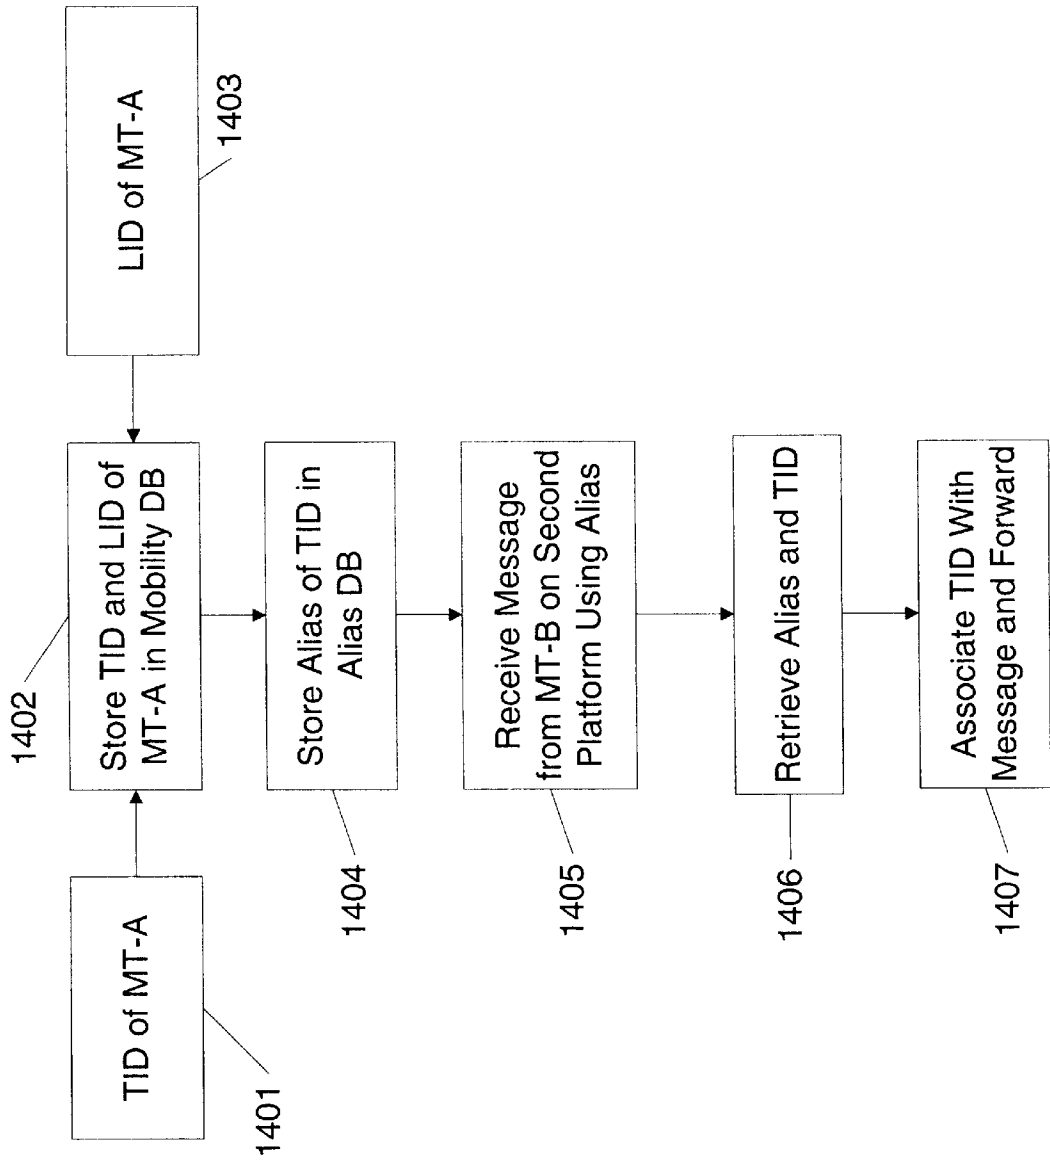 TID of MT-A
1401
1402
Store TID and LID of
MT-A in Mobility DB
LID of MT-A
1403
Store Alias of TID in
Alias DB
1404
Receive Message
from MT-B on Second
Platform Using Alias
1405
Retrieve Alias and TID
1406
Associate TID With
Message and Forward
1407